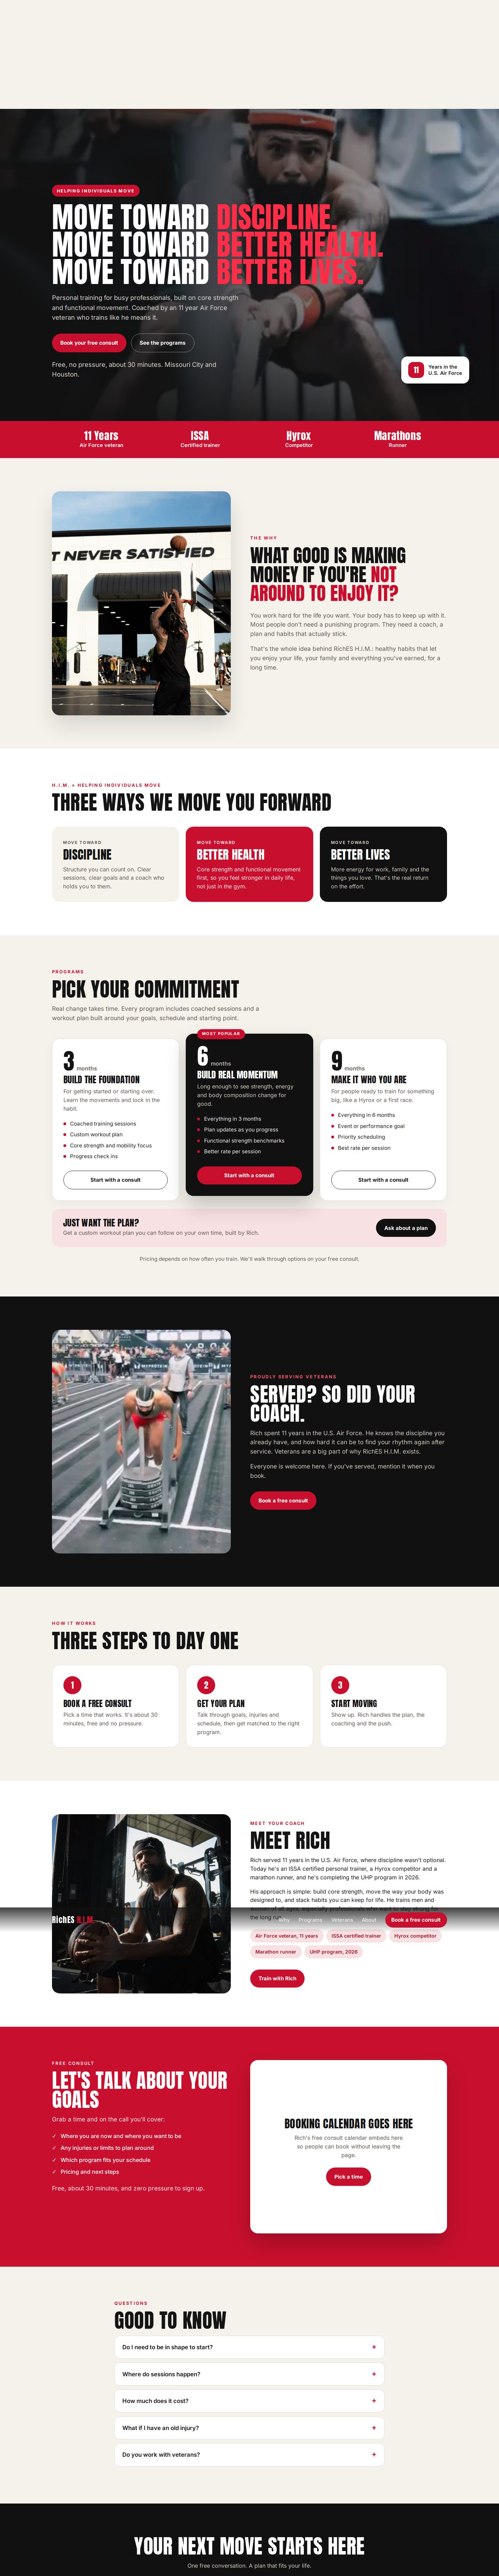 HELPING INDIVIDUALS MOVE
MOVE TOWARD DISCIPLINE.
MOVE TOWARD BETTER HEALTH.
MOVE TOWARD BETTER LIVES.
Personal training for busy professionals, built on core strength
and functional movement. Coached by an 11 year Air Force
veteran who trains like he means it.
Book your free consult
See the programs
Free, no pressure, about 30 minutes. Missouri City and
Houston.
11
Years in the
U.S. Air Force
11 Years
Air Force veteran
ISSA
Certified trainer
Hyrox
Competitor
Marathons
Runner
T NEVER SATISFIED
THE WHY
WHAT GOOD IS MAKING
MONEY IF YOU'RE NOT
AROUND TO ENJOY IT?
You work hard for the life you want. Your body has to keep up with it.
Most people don't need a punishing program. They need a coach, a
plan and habits that actually stick.
That's the whole idea behind RichES H.I.M.: healthy habits that let
you enjoy your life, your family and everything you've earned, for a
long time.
H.I.M. = HELPING INDIVIDUALS MOVE
THREE WAYS WE MOVE YOU FORWARD
MOVE TOWARD
DISCIPLINE
Structure you can count on. Clear
sessions, clear goals and a coach who
holds you to them.
MOVE TOWARD
BETTER HEALTH
Core strength and functional movement
first, so you feel stronger in daily life,
not just in the gym.
MOVE TOWARD
BETTER LIVES
More energy for work, family and the
things you love. That's the real return
on the effort.
PROGRAMS
PICK YOUR COMMITMENT
Real change takes time. Every program includes coached sessions and a
workout plan built around your goals, schedule and starting point.
3 months
BUILD THE FOUNDATION
For getting started or starting over.
Learn the movements and lock in the
habit.
Coached training sessions
Custom workout plan
Core strength and mobility focus
Progress check ins
Start with a consult
MOST POPULAR
6 months
BUILD REAL MOMENTUM
Long enough to see strength, energy
and body composition change for
good.
Everything in 3 months
Plan updates as you progress
Functional strength benchmarks
Better rate per session
Start with a consult
9 months
MAKE IT WHO YOU ARE
For people ready to train for something
big, like a Hyrox or a first race.
Everything in 6 months
Event or performance goal
Priority scheduling
Best rate per session
Start with a consult
JUST WANT THE PLAN?
Get a custom workout plan you can follow on your own time, built by Rich.
Ask about a plan
Pricing depends on how often you train. We'll walk through options on your free consult.
PROUDLY SERVING VETERANS
SERVED? SO DID YOUR
COACH.
Rich spent 11 years in the U.S. Air Force. He knows the discipline you
already have, and how hard it can be to find your rhythm again after
service. Veterans are a big part of why RichES H.I.M. exists.
Everyone is welcome here. If you've served, mention it when you
book.
Book a free consult
HOW IT WORKS
THREE STEPS TO DAY ONE
1
BOOK A FREE CONSULT
Pick a time that works. It's about 30
minutes, free and no pressure.
2
GET YOUR PLAN
Talk through goals, injuries and
schedule, then get matched to the right
program.
3
START MOVING
Show up. Rich handles the plan, the
coaching and the push.
MEET YOUR COACH
MEET RICH
Rich served 11 years in the U.S. Air Force, where discipline wasn't optional.
Today he's an ISSA certified personal trainer, a Hyrox competitor and a
marathon runner, and he's completing the UHP program in 2026.
His approach is simple: build core strength, move the way your body was
designed to, and stack habits you can keep for life. He trains men and
the long run.
RichES H.I.M.
Why
Programs
Veterans
About
Book a free consult
Air Force veteran, 11 years
ISSA certified trainer
Hyrox competitor
Marathon runner
UHP program, 2026
Train with Rich
FREE CONSULT
LET'S TALK ABOUT YOUR
GOALS
Grab a time and on the call you'll cover:
✓ Where you are now and where you want to be
✓ Any injuries or limits to plan around
✓ Which program fits your schedule
✓ Pricing and next steps
Free, about 30 minutes, and zero pressure to sign up.
BOOKING CALENDAR GOES HERE
Rich's free consult calendar embeds here
so people can book without leaving the
page.
Pick a time
QUESTIONS
GOOD TO KNOW
Do I need to be in shape to start? +
Where do sessions happen? +
How much does it cost? +
What if I have an old injury? +
Do you work with veterans? +
YOUR NEXT MOVE STARTS HERE
One free conversation. A plan that fits your life.